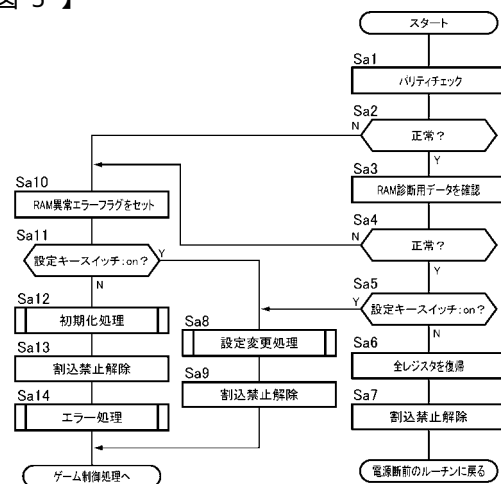 図 5 】
スタート
Sa1
パリティチェック
Sa2
正常?
N
Y
Sa3
RAM診断用データを確認
Sa4
正常?
N
Y
Sa5
設定キースイッチ:on?
Y
N
Sa6
全レジスタを復帰
Sa7
割込禁止解除
電源断前のルーチンに戻る
Sa8
設定変更処理
Sa9
割込禁止解除
Sa10
RAM異常エラーフラグをセット
Sa11
設定キースイッチ:on?
Y
N
Sa12
初期化処理
Sa13
割込禁止解除
Sa14
エラー処理
ゲーム制御処理へ